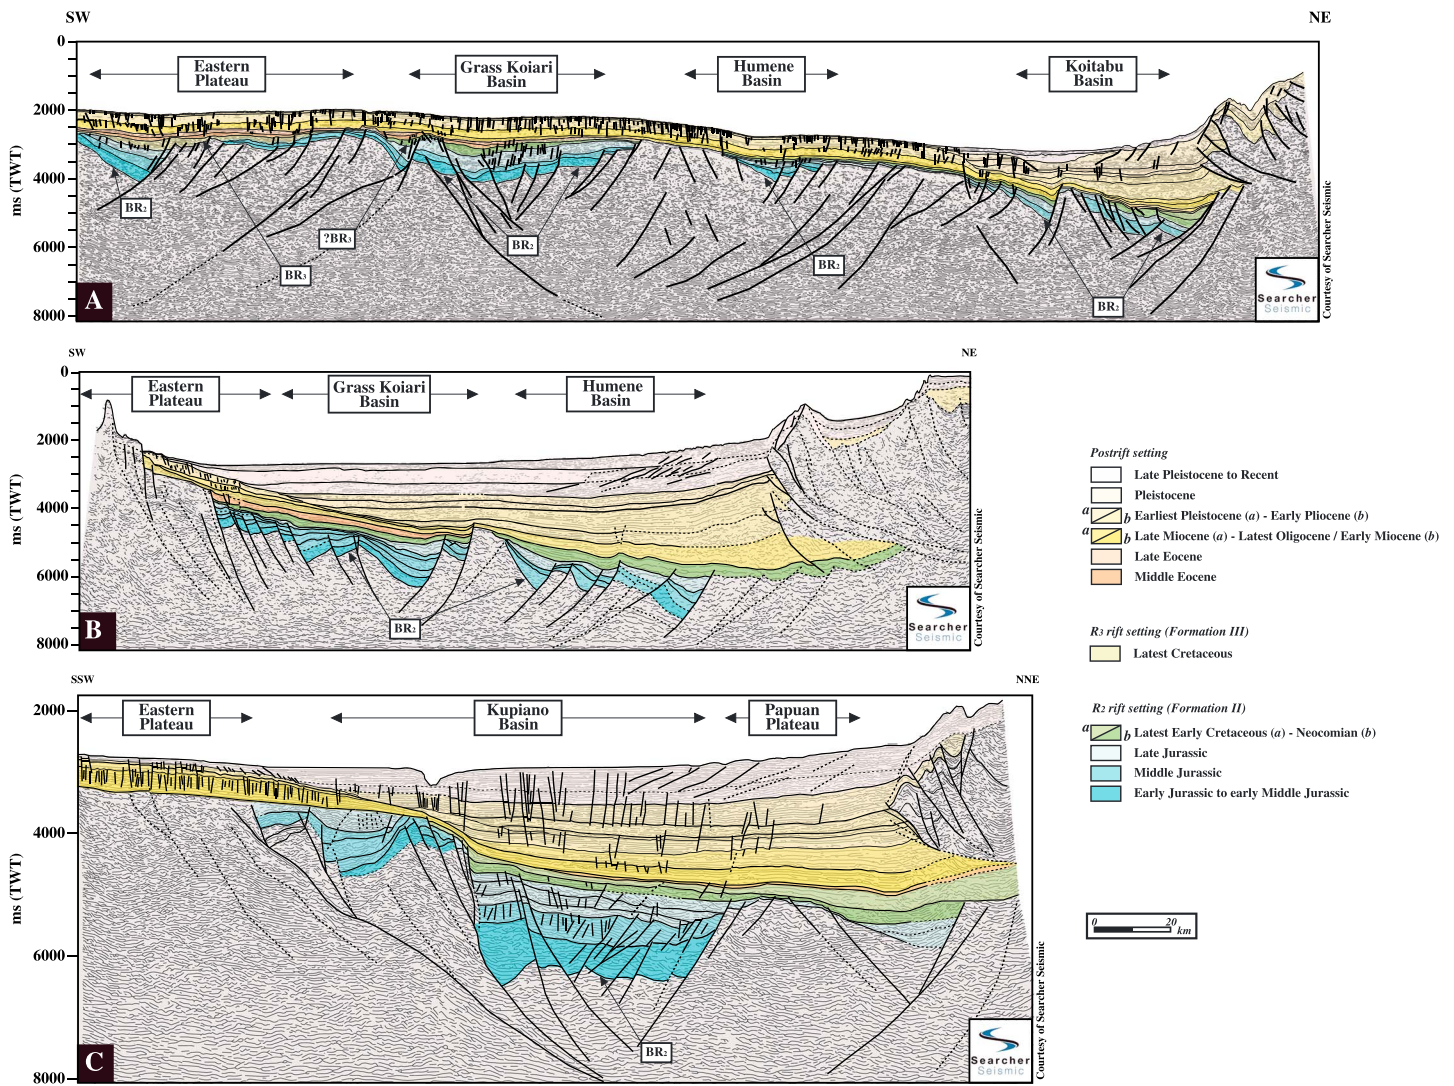 SW
NE
0
2000
4000
6000
8000
ms (TWT)
Eastern
Plateau
Grass Koiari
Basin
Humene
Basin
Koitabu
Basin
BR2
?BR3
BR3
BR2
BR2
BR2
A
Searcher
Seismic
Courtesy of Searcher Seismic
SW
NE
0
2000
4000
6000
8000
ms (TWT)
Eastern
Plateau
Grass Koiari
Basin
Humene
Basin
BR2
B
Searcher
Seismic
Courtesy of Searcher Seismic
SSW
NNE
2000
4000
6000
8000
ms (TWT)
Eastern
Plateau
Kupiano
Basin
Papuan
Plateau
BR2
C
Searcher
Seismic
Courtesy of Searcher Seismic
Postrift setting
Late Pleistocene to Recent
Pleistocene
a b Earliest Pleistocene (a) - Early Pliocene (b)
a b Late Miocene (a) - Latest Oligocene / Early Miocene (b)
Late Eocene
Middle Eocene
R3 rift setting (Formation III)
Latest Cretaceous
R2 rift setting (Formation II)
a b Latest Early Cretaceous (a) - Neocomian (b)
Late Jurassic
Middle Jurassic
Early Jurassic to early Middle Jurassic
0 20
km